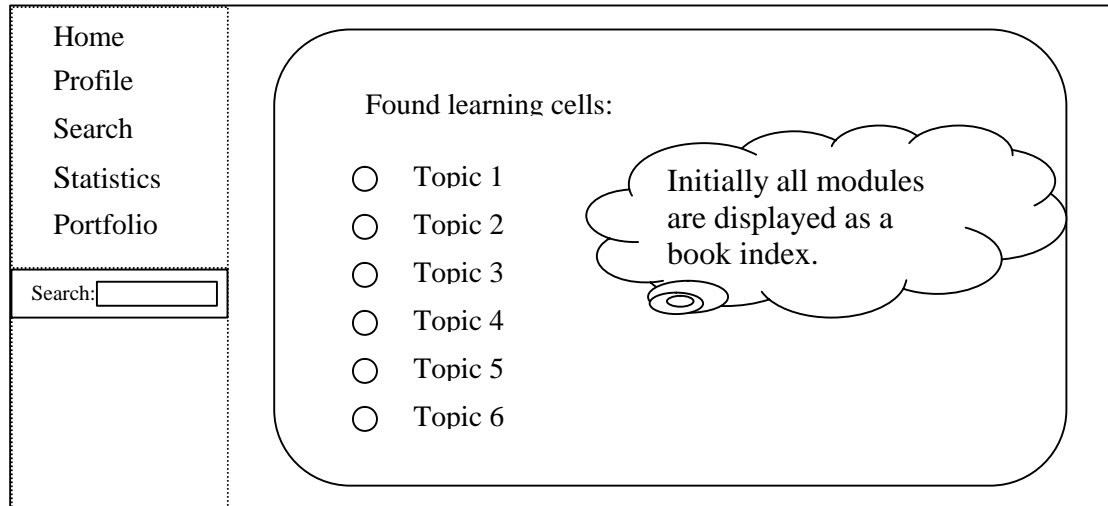 Home
Profile
Search
Statistics
Portfolio
Search:
Found learning cells:
Topic 1
Topic 2
Topic 3
Topic 4
Topic 5
Topic 6
Initially all modules
are displayed as a
book index.